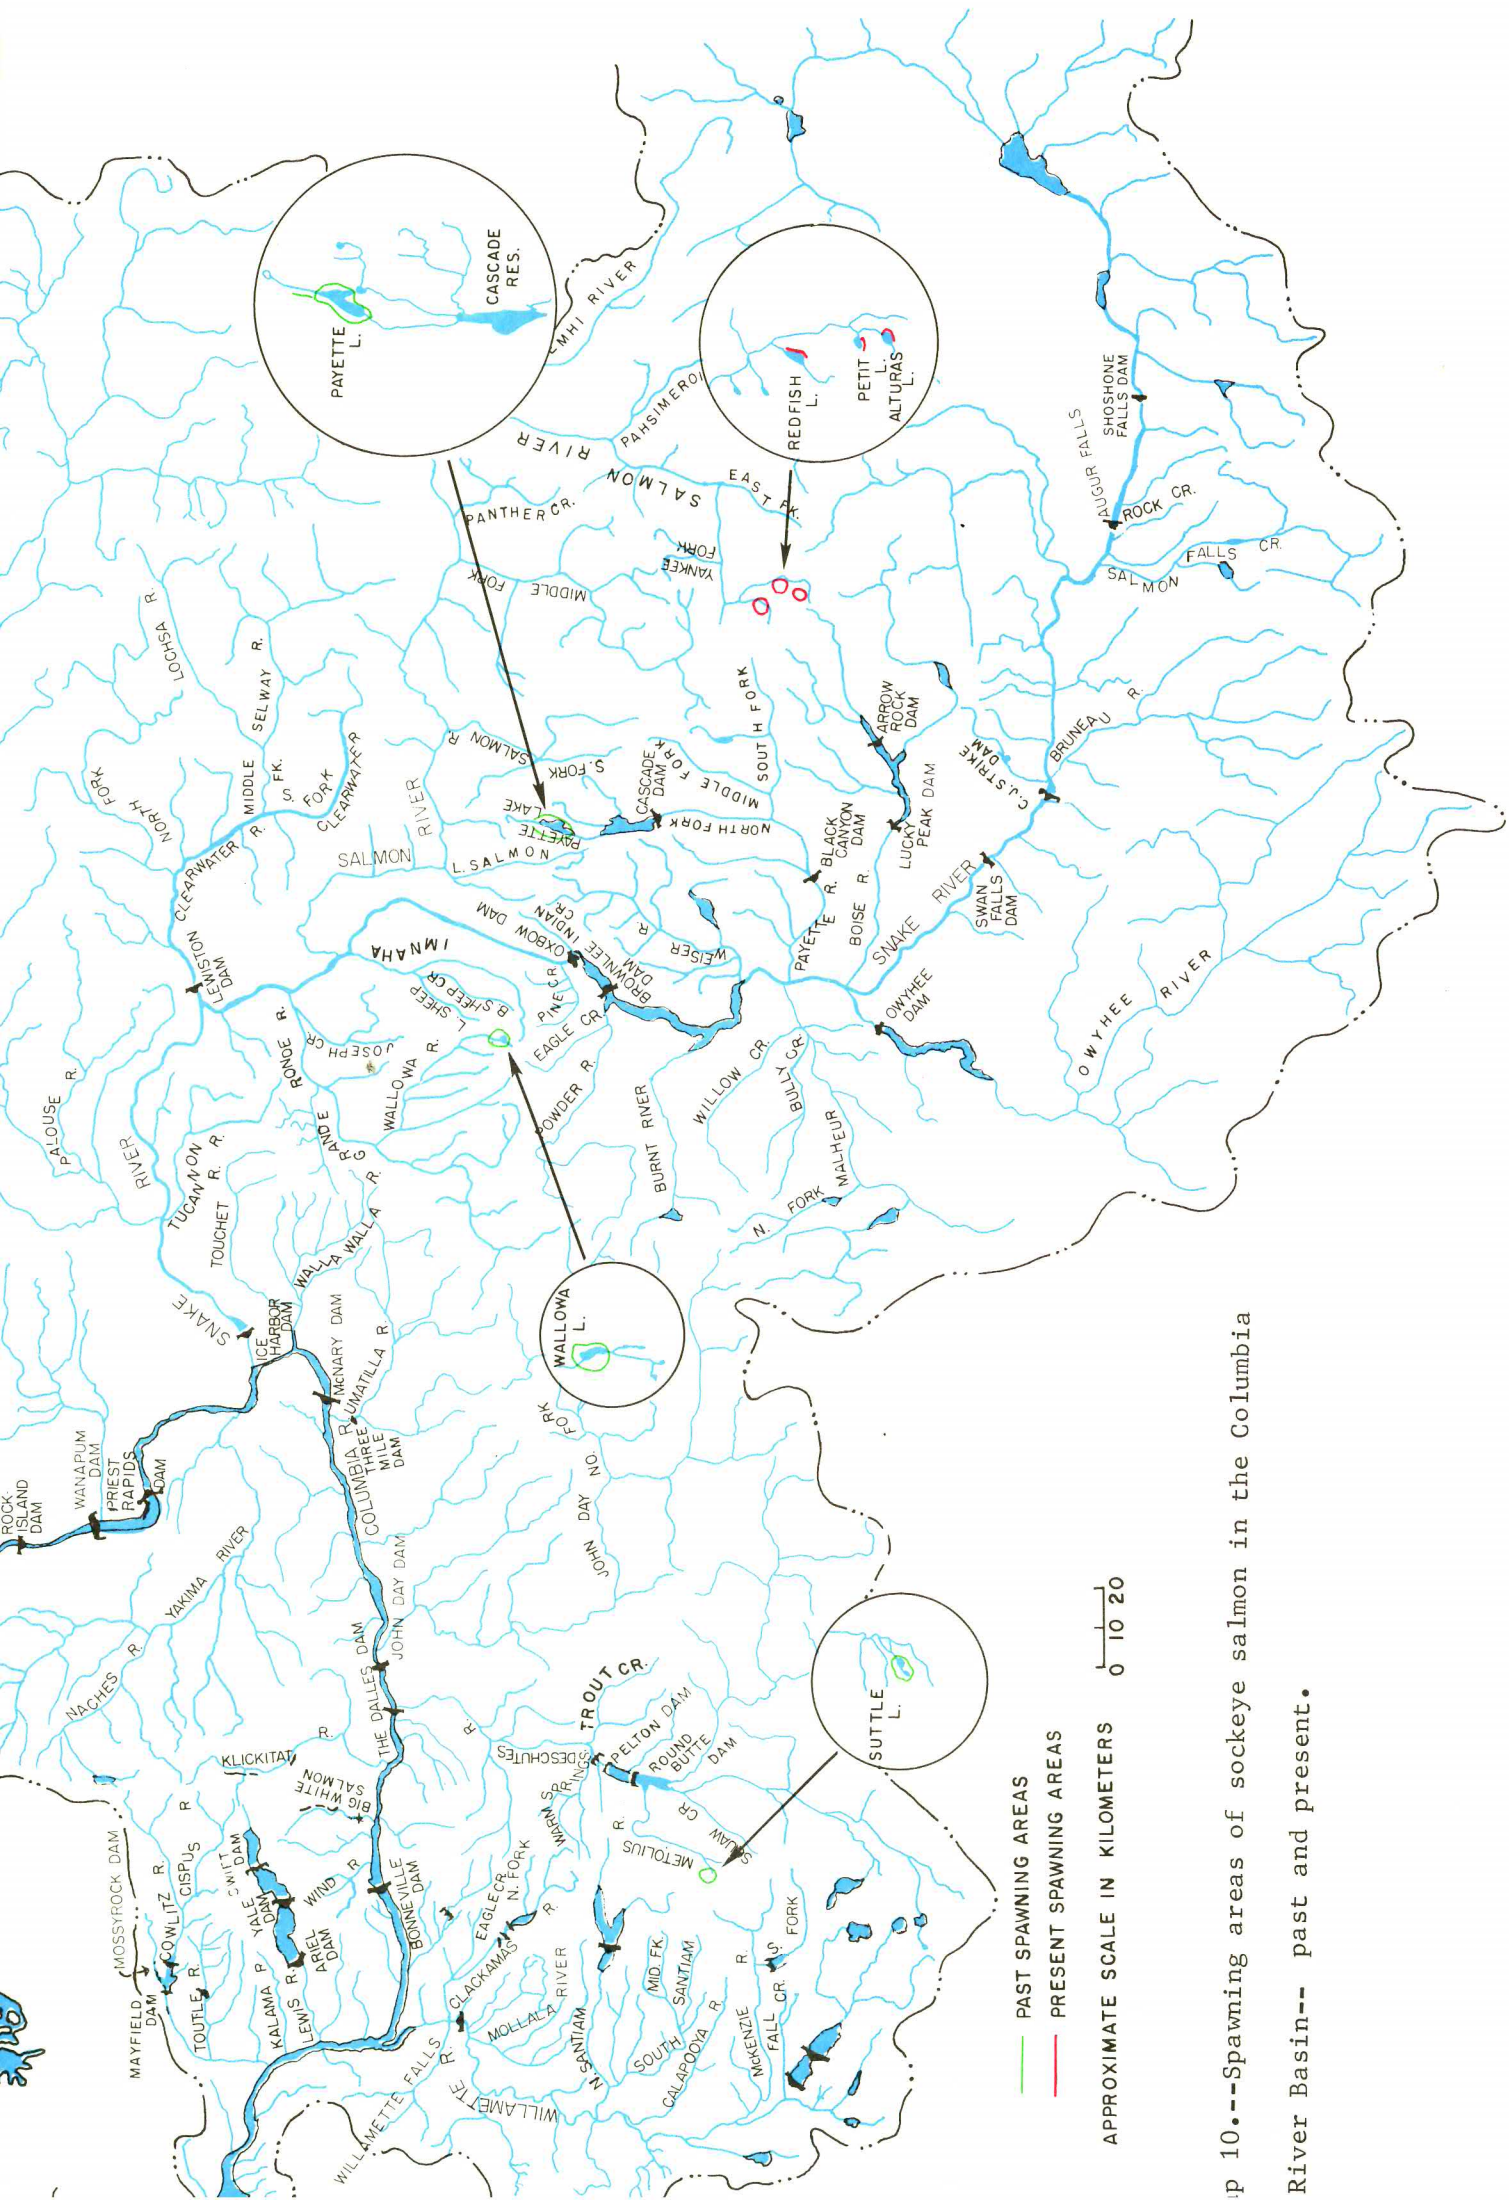 ROCK
ISLAND
DAM
WANAPUM
DAM
PRIEST
RAPIDS
DAM
SNAKE
RIVER
PALOUSE R.
TUCANNON R.
TOUCHET R.
WALLA WALLA R.
ICE
HARBOR
DAM
McNARY DAM
UMATILLA R.
COLUMBIA R.
THREE
MILE
DAM
JOHN DAY DAM
THE DALLES DAM
YAKIMA RIVER
NACHES R.
KLICKITAT R.
BIG WHITE
SALMON
WIND R
BONNEVILLE
DAM
MOSSYROCK DAM
MAYFIELD
DAM
COWLITZ R.
CISPUS R
TOUTLE R.
SWIFT
DAM
YALE
DAM
ARIEL
DAM
KALAMA R
LEWIS R.
WILLAMETTE FALLS
WILLAMETTE R.
CLACKAMAS R.
EAGLE CR.
N. FORK
MOLLALA RIVER
N. SANTIAM
MID. FK.
SANTIAM
SOUTH
CALAPOOYA R
McKENZIE R.
FALL CR.
S. FORK
DESCHUTES R.
WARM SPRINGS
R.
TROUT CR.
PELTON DAM
ROUND
BUTTE
DAM
METOLIUS
SQUAW CR
SUTTLE
L.
JOHN DAY NO. FORK
WALLOWA
L.
LEWISTON
DAM
CLEARWATER R.
NORTH FORK
LOCHSA R.
MIDDLE FK.
SELWAY R.
S. FORK
CLEARWATER
GRANDE RONDE R.
JOSEPH CR.
WALLOWA R.
IMNAHA
L. SHEEP
B SHEEP CR
PINE CR.
EAGLE CR.
POWDER R.
BURNT RIVER
WILLOW CR.
BULLY CR.
MALHEUR
N. FORK
OXBOW DAM
BROWNLEE
DAM
INDIAN
CR.
WEISER R.
SALMON
RIVER
L. SALMON
S. FORK SALMON R
PAYETTE
LAKE
CASCADE
DAM
NORTH FORK
MIDDLE FORK
SOUTH FORK
BLACK
CANYON
DAM
PAYETTE R.
BOISE R.
LUCKY
PEAK DAM
ARROW
ROCK
DAM
SNAKE RIVER
SWAN
FALLS
DAM
C.J. STRIKE
DAM
BRUNEAU R.
OWYHEE
DAM
OWYHEE RIVER
MIDDLE FORK
PANTHER CR.
SALMON RIVER
PAHSIMEROI
EAST FK.
YANKEE
FORK
EMHI RIVER
PAYETTE
L.
CASCADE
RES.
REDFISH
L.
PETIT
L.
ALTURAS
L.
SALMON FALLS CR.
ROCK CR.
AUGUR FALLS
SHOSHONE
FALLS DAM
PAST SPAWNING AREAS
PRESENT SPAWNING AREAS
APPROXIMATE SCALE IN KILOMETERS
0 10 20
p 10.--Spawning areas of sockeye salmon in the Columbia
River Basin-- past and present.